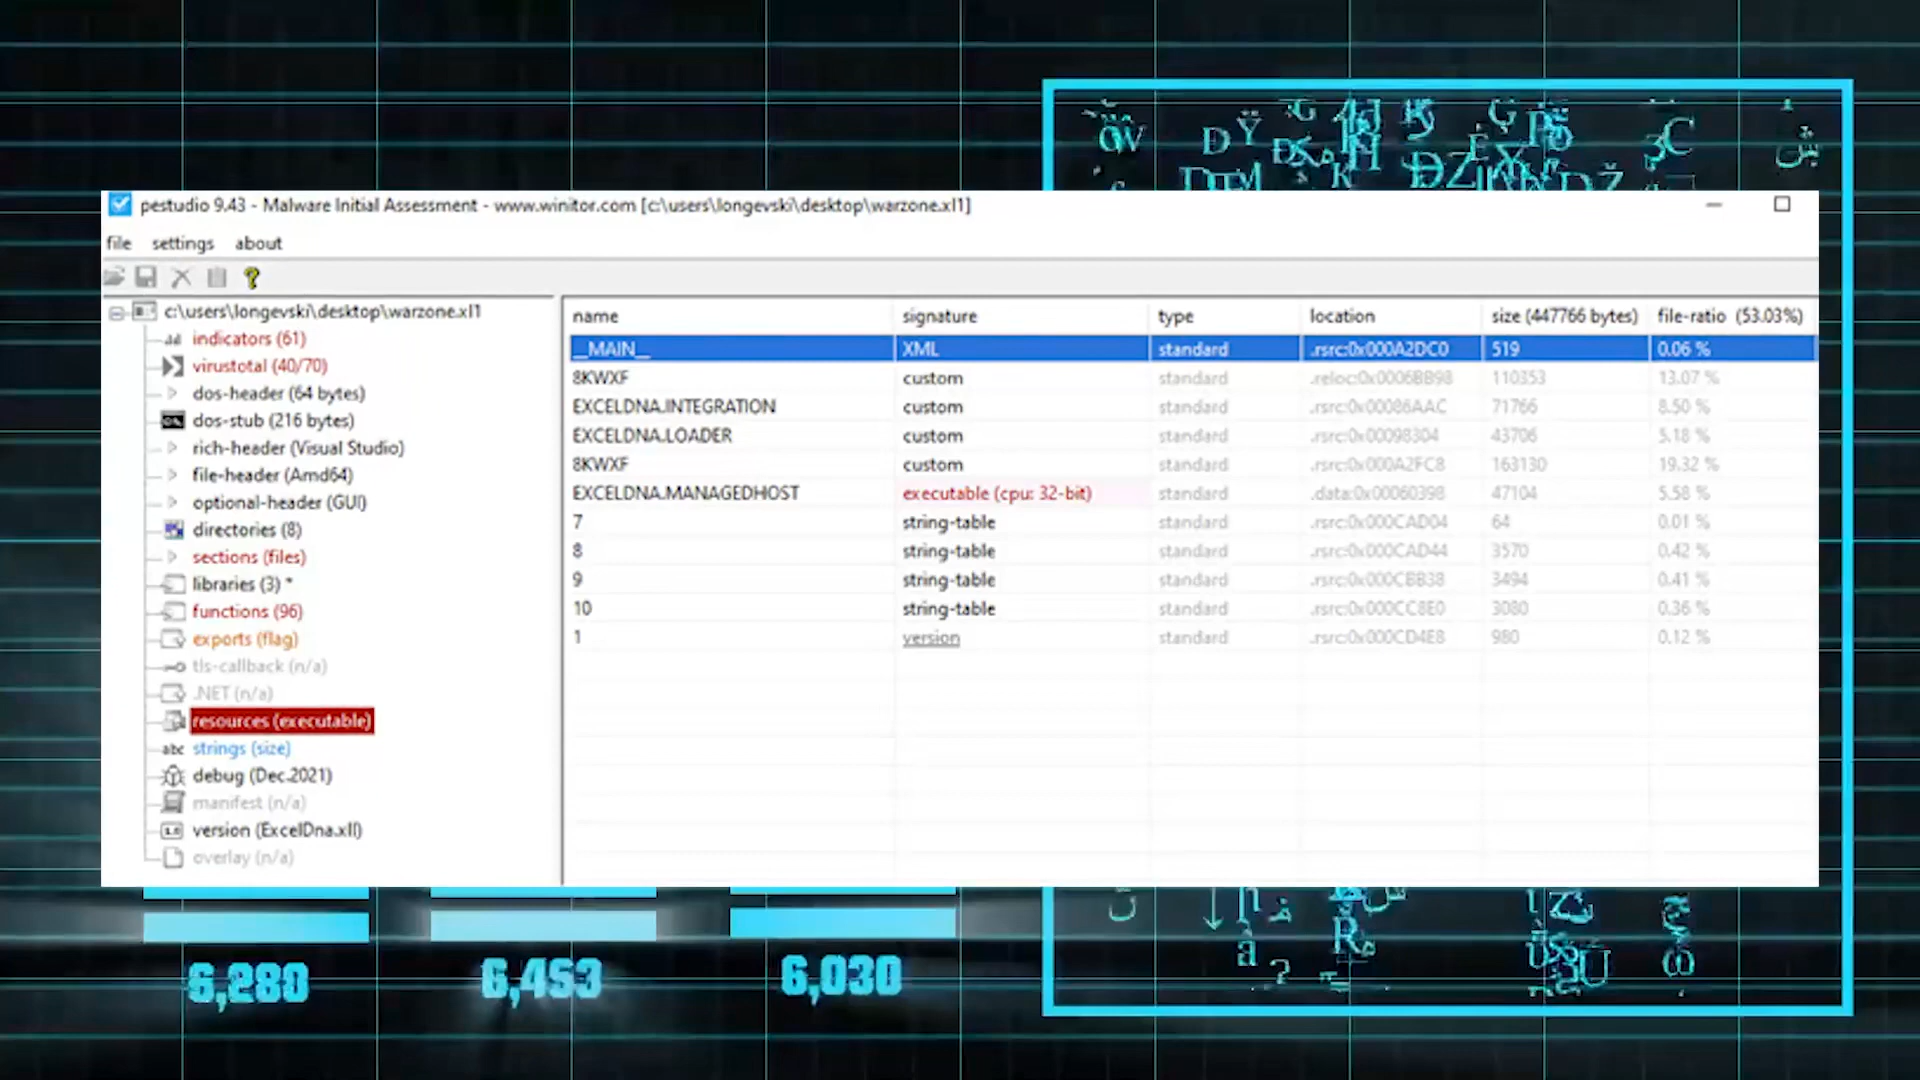 pestudio 9.43 - Malware Initial Assessment - www.winitor.com [c:\users\longevski\desktop\warzone.xl1]
file settings about
c:\users\longevski\desktop\warzone.xl1
indicators (61)
virustotal (40/70)
dos-header (64 bytes)
dos-stub (216 bytes)
rich-header (Visual Studio)
file-header (Amd64)
optional-header (GUI)
directories (8)
sections (files)
libraries (3) *
functions (96)
exports (flag)
tls-callback (n/a)
.NET (n/a)
resources (executable)
abc strings (size)
debug (Dec.2021)
manifest (n/a)
1.0 version (ExcelDna.xll)
overlay (n/a)
name signature type location size (447766 bytes) file-ratio (53.03%)
__MAIN__ XML standard .rsrc:0x000A2DC0 519 0.06 %
8KWXF custom standard .reloc:0x0006BB98 110353 13.07 %
EXCELDNA.INTEGRATION custom standard .rsrc:0x00086AAC 71766 8.50 %
EXCELDNA.LOADER custom standard .rsrc:0x00098304 43706 5.18 %
8KWXF custom standard .rsrc:0x000A2FC8 163130 19.32 %
EXCELDNA.MANAGEDHOST executable (cpu: 32-bit) standard .data:0x00060398 47104 5.58 %
7 string-table standard .rsrc:0x000CAD04 64 0.01 %
8 string-table standard .rsrc:0x000CAD44 3570 0.42 %
9 string-table standard .rsrc:0x000CBB38 3494 0.41 %
10 string-table standard .rsrc:0x000CC8E0 3080 0.36 %
1 version standard .rsrc:0x000CD4E8 980 0.12 %
6,280 6,453 6,030